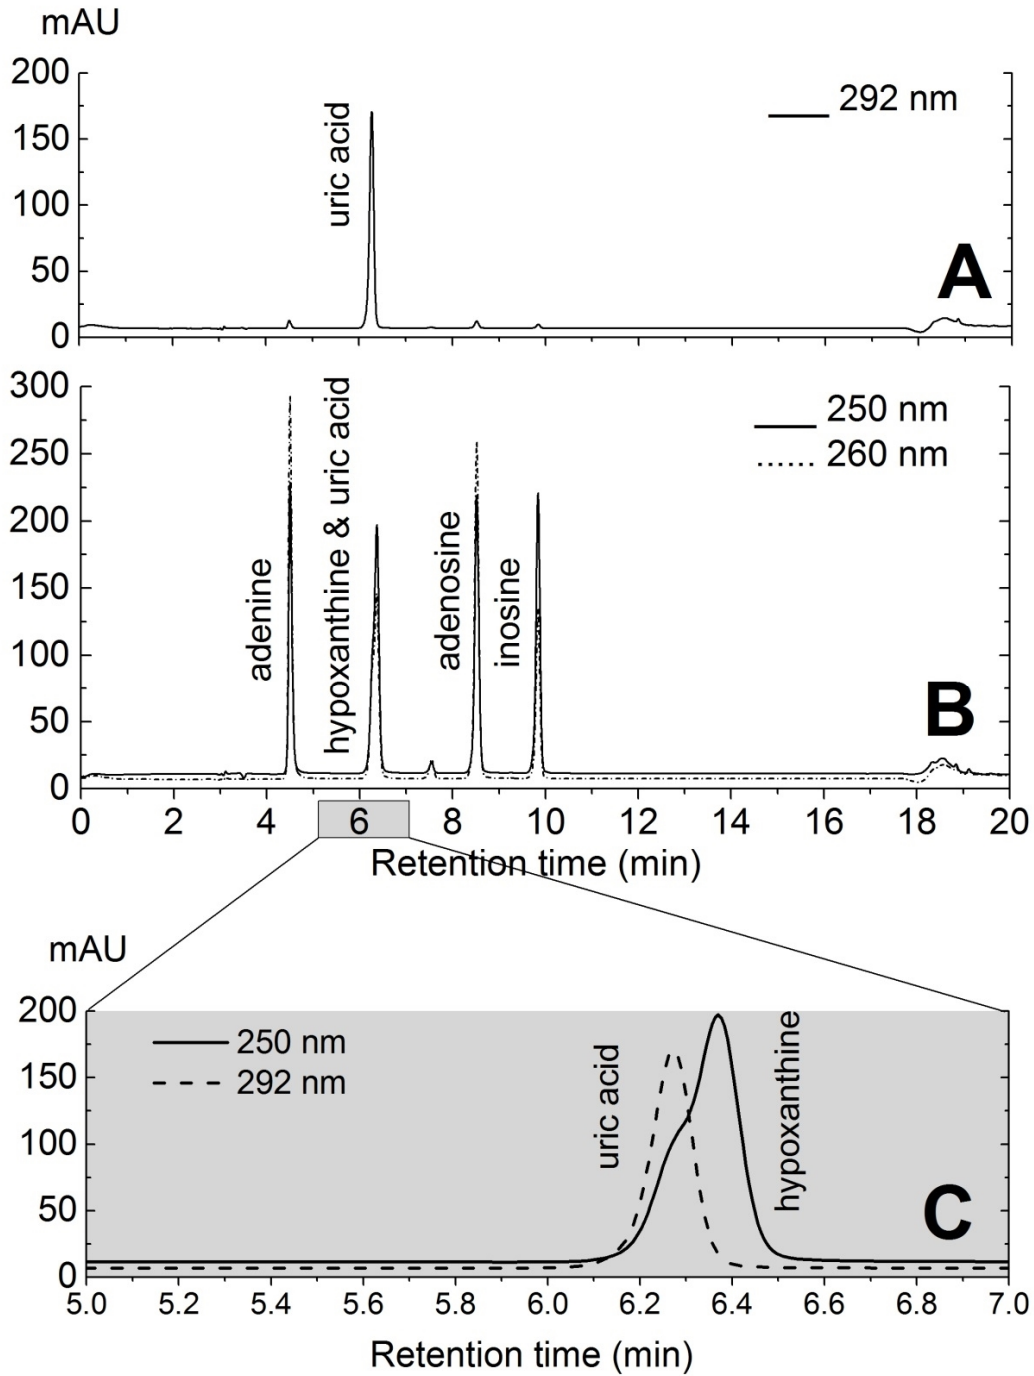 mAU
200
150
100
50
0
uric acid
292 nm
A
300
250
200
150
100
50
0
adenine
hypoxanthine & uric acid
adenosine
inosine
250 nm
260 nm
B
0 2 4 6 8 10 12 14 16 18 20
Retention time (min)
mAU
200
150
100
50
0
250 nm
292 nm
uric acid
hypoxanthine
C
5.0 5.2 5.4 5.6 5.8 6.0 6.2 6.4 6.6 6.8 7.0
Retention time (min)